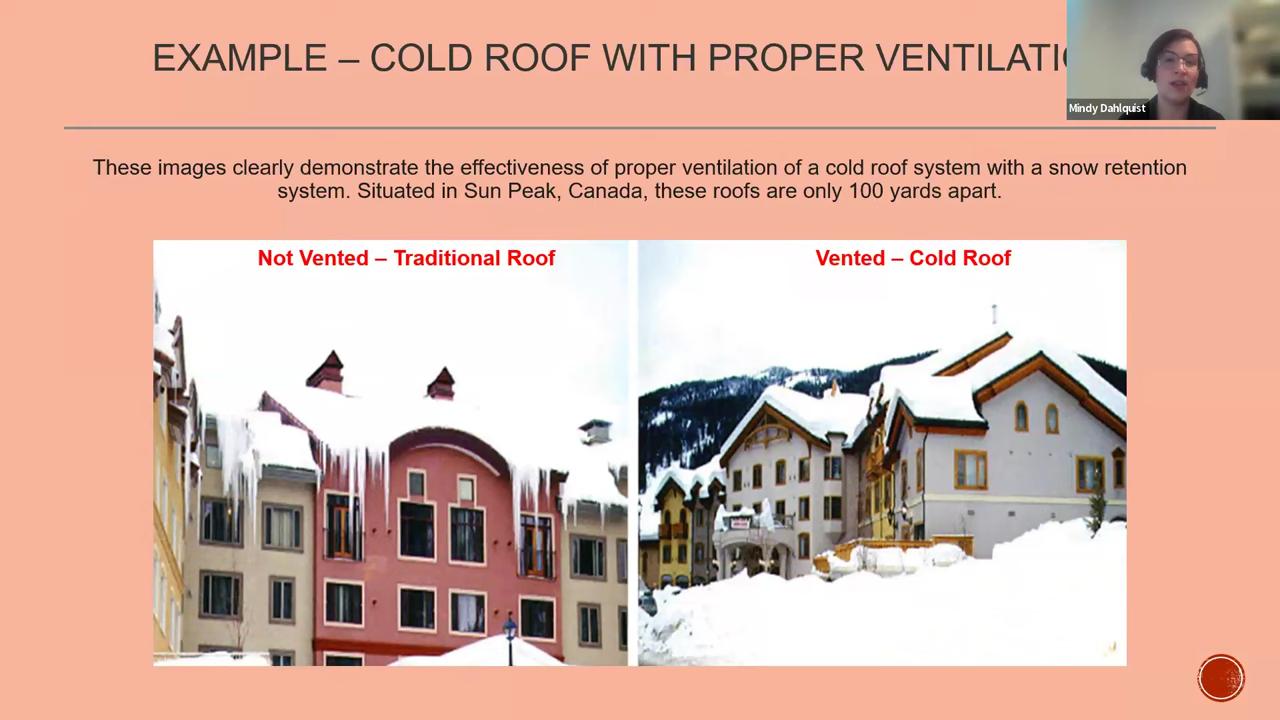 EXAMPLE – COLD ROOF WITH PROPER VENTILATIO
Mindy Dahlquist
These images clearly demonstrate the effectiveness of proper ventilation of a cold roof system with a snow retention
system. Situated in Sun Peak, Canada, these roofs are only 100 yards apart.
Not Vented – Traditional Roof
Vented – Cold Roof